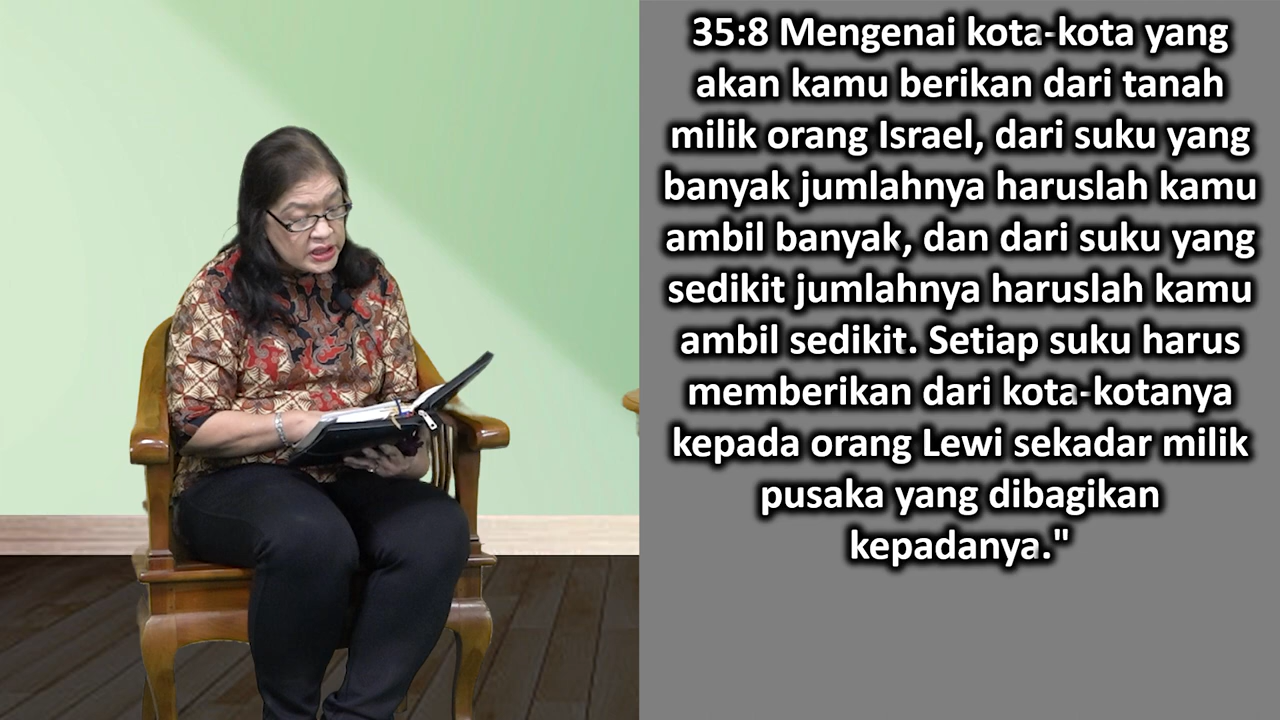 35:8 Mengenai kota-kota yang
akan kamu berikan dari tanah
milik orang Israel, dari suku yang
banyak jumlahnya haruslah kamu
ambil banyak, dan dari suku yang
sedikit jumlahnya haruslah kamu
ambil sedikit. Setiap suku harus
memberikan dari kota-kotanya
kepada orang Lewi sekadar milik
pusaka yang dibagikan
kepadanya."